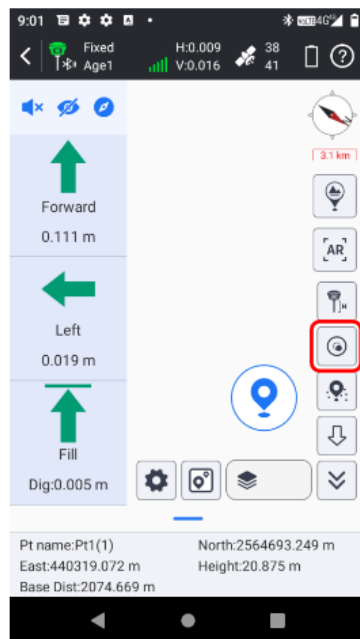 9:01 4G
Fixed H:0.009 38
Age1 V:0.016 41
3.1 km
Forward
0.111 m
AR
Left
0.019 m
H
Fill
Dig:0.005 m
Pt name:Pt1(1) North:2564693.249 m
East:440319.072 m Height:20.875 m
Base Dist:2074.669 m